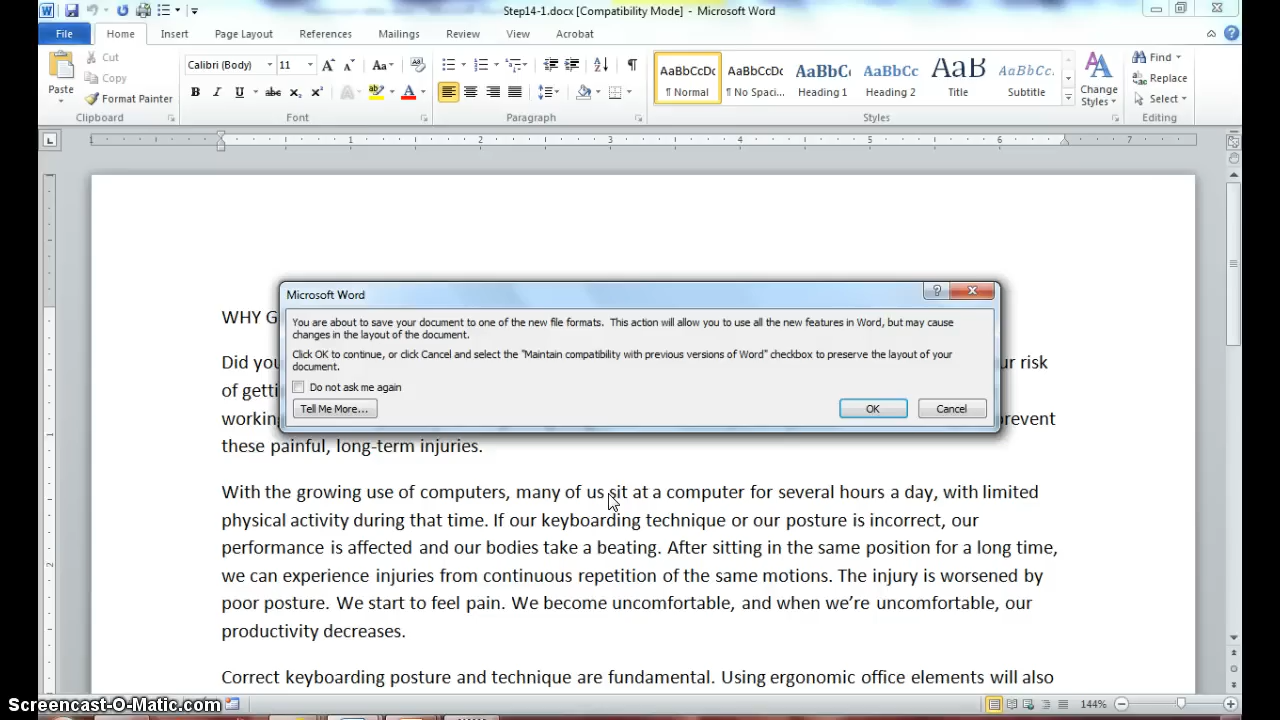 Step14-1.docx [Compatibility Mode] - Microsoft Word
File Home Insert Page Layout References Mailings Review View Acrobat
Cut
Copy
Format Painter
Paste
Calibri (Body) 11
AaBbCcDc AaBbCcDc AaBbC AaBbCc AaB AaBbCc.
¶ Normal ¶ No Spaci... Heading 1 Heading 2 Title Subtitle
Change Styles
Find
Replace
Select
Clipboard Font Paragraph Styles Editing
1 1 2 3 4 5 6 7
WHY G
Did you ur risk
of getti
working prevent
these painful, long-term injuries.
Microsoft Word
You are about to save your document to one of the new file formats. This action will allow you to use all the new features in Word, but may cause
changes in the layout of the document.
Click OK to continue, or click Cancel and select the "Maintain compatibility with previous versions of Word" checkbox to preserve the layout of your
document.
Do not ask me again
Tell Me More... OK Cancel
With the growing use of computers, many of us sit at a computer for several hours a day, with limited
physical activity during that time. If our keyboarding technique or our posture is incorrect, our
performance is affected and our bodies take a beating. After sitting in the same position for a long time,
we can experience injuries from continuous repetition of the same motions. The injury is worsened by
poor posture. We start to feel pain. We become uncomfortable, and when we’re uncomfortable, our
productivity decreases.
Correct keyboarding posture and technique are fundamental. Using ergonomic office elements will also
Screencast-O-Matic.com
144%